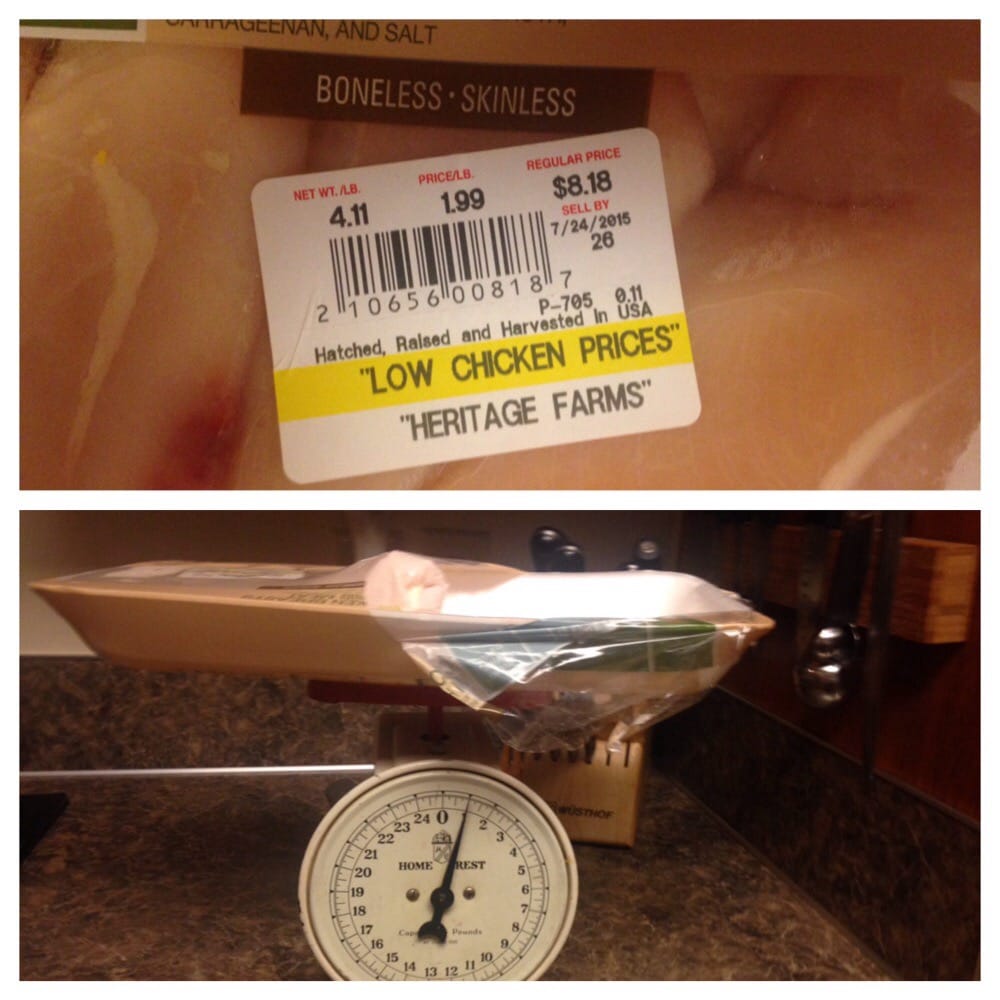 CARRAGEENAN, AND SALT
BONELESS · SKINLESS
NET WT./LB. PRICE/LB. REGULAR PRICE
4.11 1.99 $8.18
SELL BY
7/24/2015
26
2 10656 00818 7
P-705 0.11
Hatched, Raised and Harvested In USA
"LOW CHICKEN PRICES"
"HERITAGE FARMS"
WÜSTHOF
0 2 3 4 5 6 7 8 9 10 11 12 13 14 15 16 17 18 19 20 21 22 23 24
HOME REST
Pounds